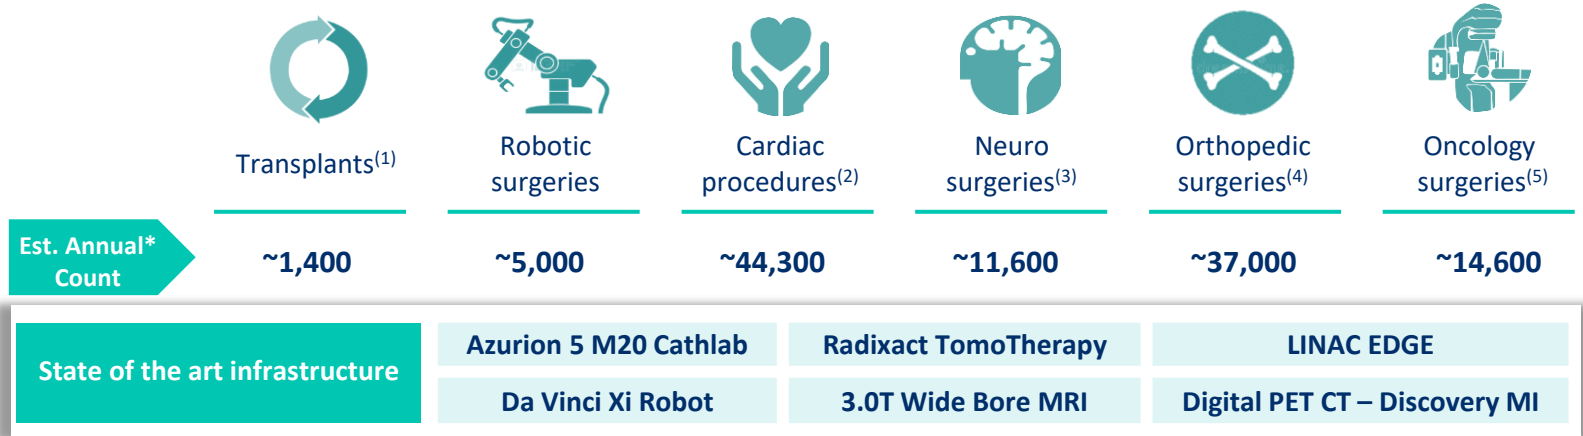 Transplants(1)
Robotic
surgeries
Cardiac
procedures(2)
Neuro
surgeries(3)
Orthopedic
surgeries(4)
Oncology
surgeries(5)
Est. Annual*
Count
~1,400
~5,000
~44,300
~11,600
~37,000
~14,600
State of the art infrastructure
Azurion 5 M20 Cathlab
Radixact TomoTherapy
LINAC EDGE
Da Vinci Xi Robot
3.0T Wide Bore MRI
Digital PET CT – Discovery MI